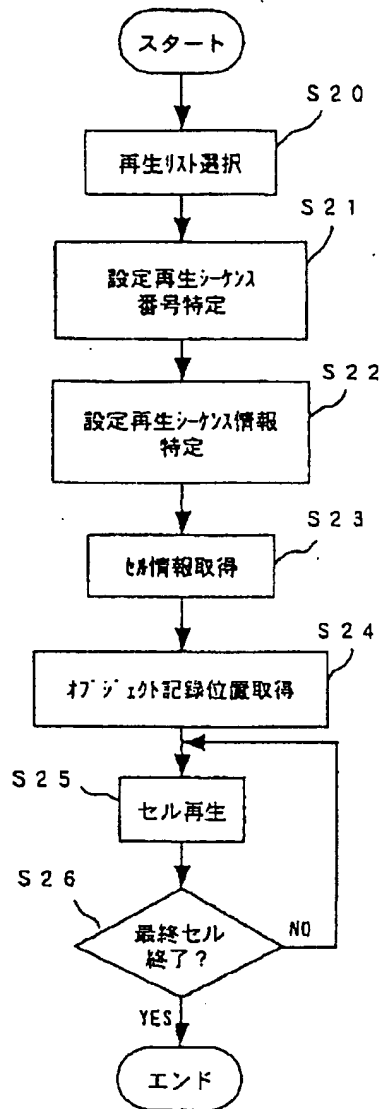 スタート
S20
再生リスト選択
S21
設定再生シーケンス
番号特定
S22
設定再生シーケンス情報
特定
S23
セル情報取得
S24
オブジェクト記録位置取得
S25
セル再生
S26
最終セル
終了?
NO
YES
エンド